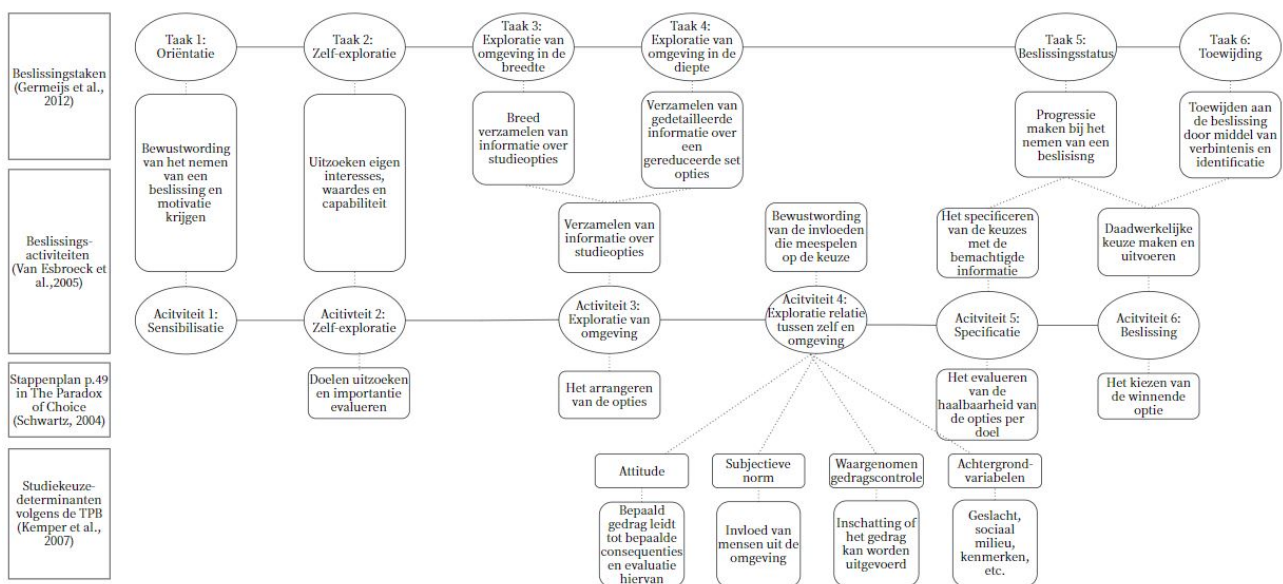 Beslissingstaken
(Germeijs et al.,
2012)
Taak 1:
Oriëntatie
Taak 2:
Zelf-exploratie
Taak 3:
Exploratie van
omgeving in de
breedte
Taak 4:
Exploratie van
omgeving in de
diepte
Taak 5:
Beslissingsstatus
Taak 6:
Toewijding
Bewustwording
van het nemen
van een
beslissing en
motivatie
krijgen
Uitzoeken eigen
interesses,
waardes en
capabiliteit
Breed
verzamelen van
informatie over
studieopties
Verzamelen van
gedetailleerde
informatie over
een
gereduceerde set
opties
Progressie
maken bij het
nemen van een
beslisisng
Toewijden aan
de beslissing
door middel van
verbintenis en
identificatie
Beslissings-
activiteiten
(Van Esbroeck et
al.,2005)
Verzamelen van
informatie over
studieopties
Bewustwording
van de invloeden
die meespelen
op de keuze
Het specificeren
van de keuzes
met de
bemachtigde
informatie
Daadwerkelijke
keuze maken en
uitvoeren
Acitviteit 1:
Sensibilisatie
Acitivteit 2:
Zelf-exploratie
Activiteit 3:
Exploratie van
omgeving
Acitviteit 4:
Exploratie relatie
tussen zelf en
omgeving
Acitviteit 5:
Specificatie
Acitviteit 6:
Beslissing
Stappenplan p.49
in The Paradox
of Choice
(Schwartz, 2004)
Doelen uitzoeken
en importantie
evalueren
Het arrangeren
van de opties
Het evalueren
van de
haalbaarheid van
de opties per
doel
Het kiezen van
de winnende
optie
Studiekeuze-
determinanten
volgens de TPB
(Kemper et al.,
2007)
Attitude
Subjectieve
norm
Waargenomen
gedragscontrole
Achtergrond-
variabelen
Bepaald
gedrag leidt
tot bepaalde
consequenties
en evaluatie
hiervan
Invloed van
mensen uit de
omgeving
Inschatting of
het gedrag
kan worden
uitgevoerd
Geslacht,
sociaal
milieu,
kenmerken,
etc.